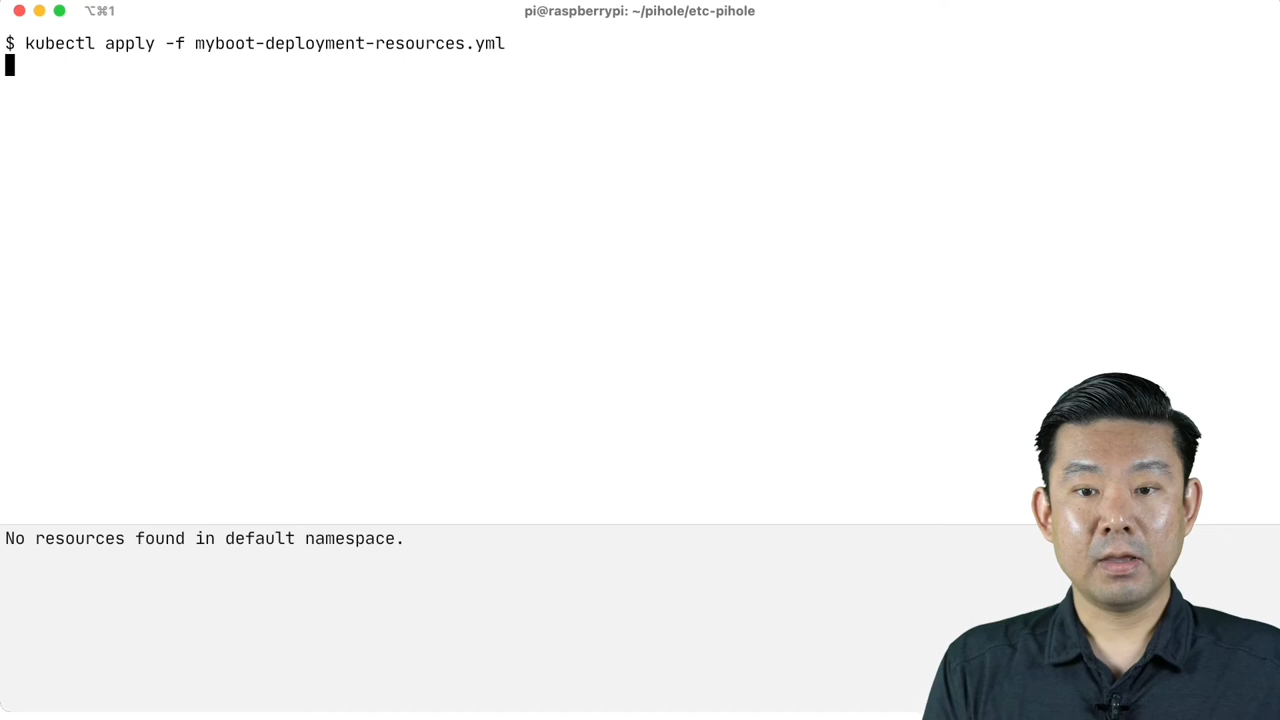 ⌥⌘1
pi@raspberrypi: ~/pihole/etc-pihole
$ kubectl apply -f myboot-deployment-resources.yml
No resources found in default namespace.